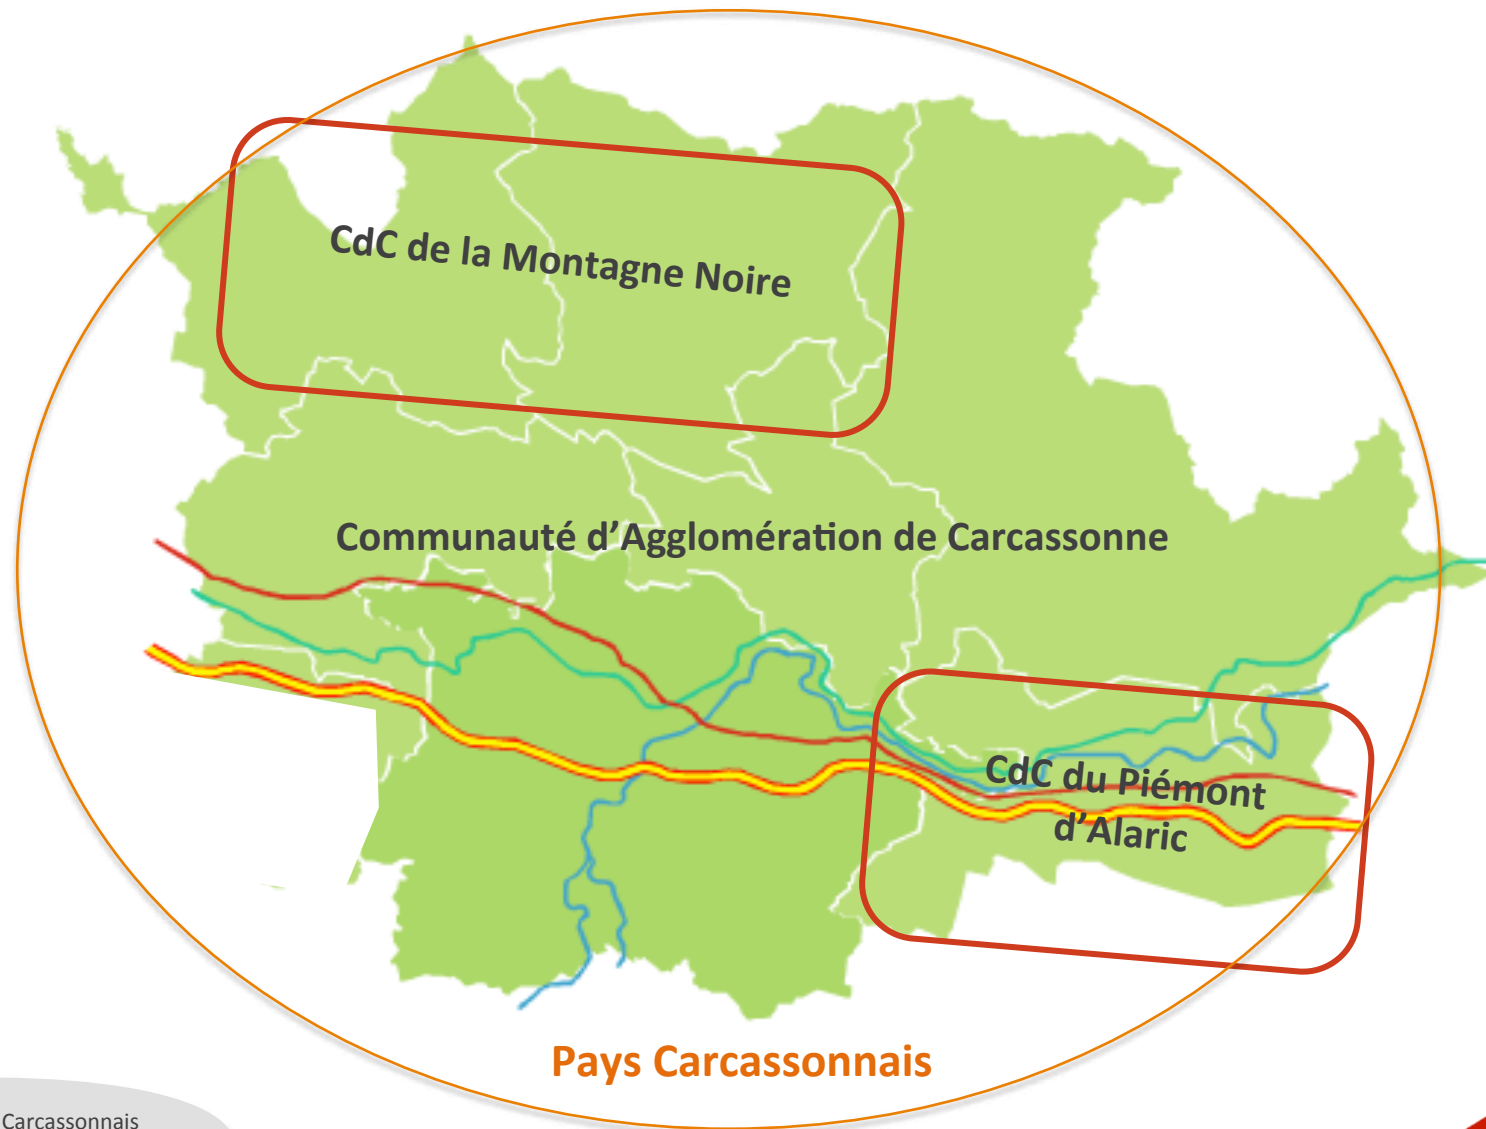 CdC de la Montagne Noire
Communauté d’Agglomération de Carcassonne
CdC du Piémont
d’Alaric
Pays Carcassonnais
Carcassonnais